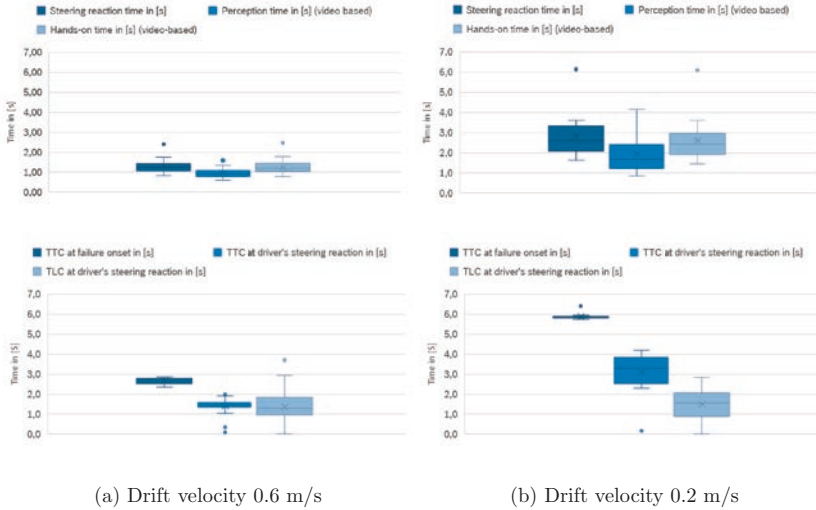 Steering reaction time in [s] Perception time in [s] (video based)
Hands-on time in [s] (video-based)
7,00
6,00
5,00
4,00
3,00
2,00
1,00
0,00
Time in [s]
Steering reaction time in [s] Perception time in [s] (video based)
Hands-on time in [s] (video-based)
7,0
6,0
5,0
4,0
3,0
2,0
1,0
0,0
Time in [s]
TTC at failure onset in [s] TTC at driver's steering reaction in [s]
TLC at driver's steering reaction in [s]
7,0
6,0
5,0
4,0
3,0
2,0
1,0
0,0
Time in [S]
TTC at failure onset in [s] TTC at driver's steering reaction in [s]
TLC at driver's steering reaction in [s]
7,0
6,0
5,0
4,0
3,0
2,0
1,0
0,0
Time in [s]
(a) Drift velocity 0.6 m/s
(b) Drift velocity 0.2 m/s